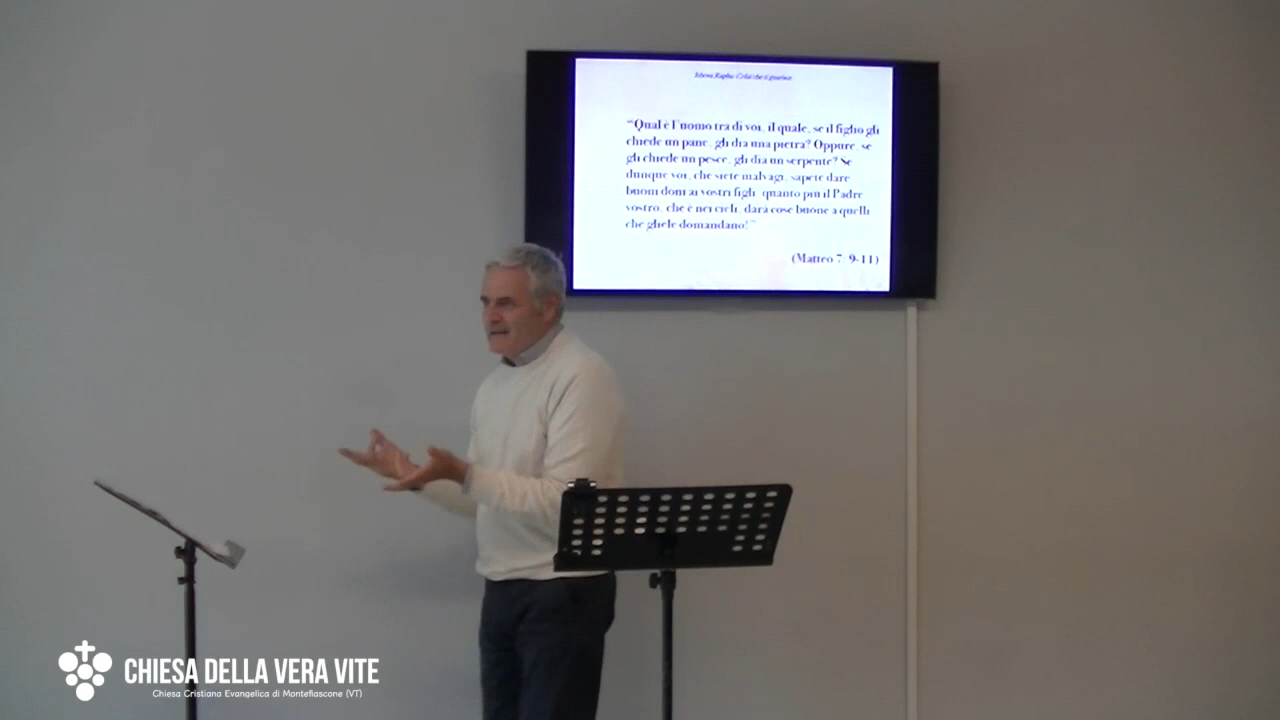 Jehova Rapha: Colui che ti guarisce
“Qual è l'uomo tra di voi, il quale, se il figlio gli
chiede un pane, gli dia una pietra? Oppure, se
gli chiede un pesce, gli dia un serpente? Se
dunque voi, che siete malvagi, sapete dare
buoni doni ai vostri figli, quanto più il Padre
vostro, che è nei cieli, darà cose buone a quelli
che gliele domandano!”
(Matteo 7: 9-11)
CHIESA DELLA VERA VITE
Chiesa Cristiana Evangelica di Montefiascone (VT)